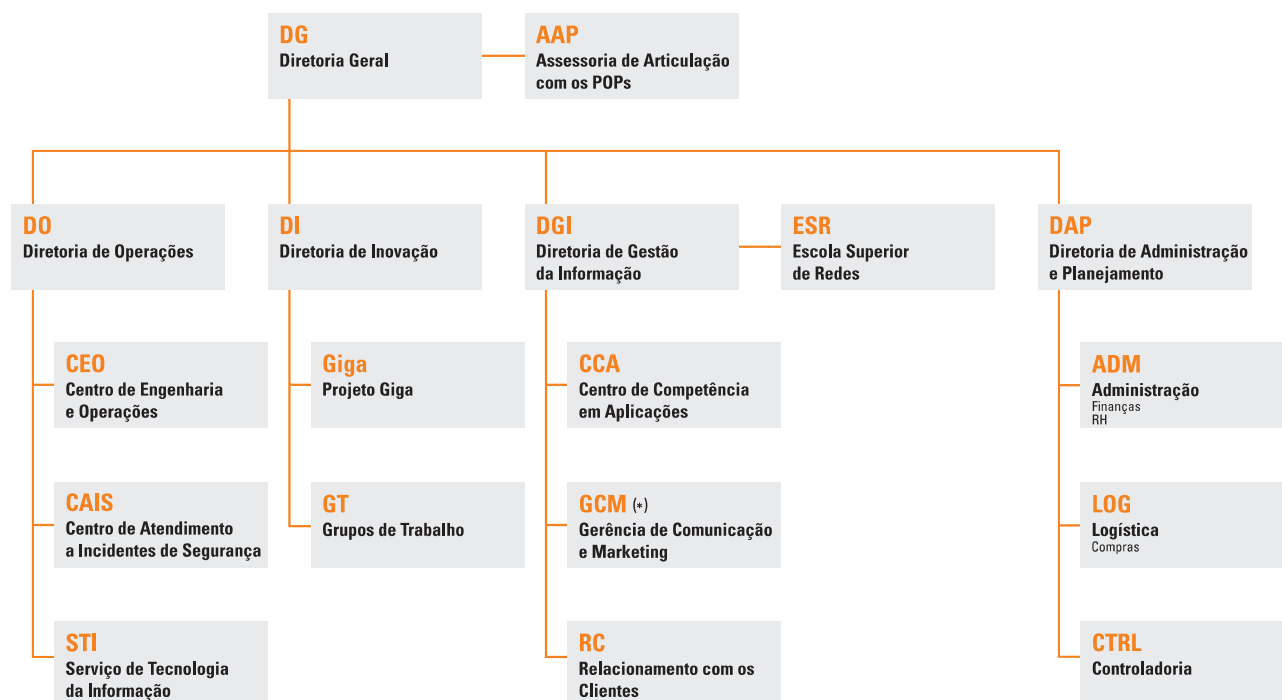 DG
Diretoria Geral
AAP
Assessoria de Articulação
com os POPs
DO
Diretoria de Operações
DI
Diretoria de Inovação
DGI
Diretoria de Gestão
da Informação
ESR
Escola Superior
de Redes
DAP
Diretoria de Administração
e Planejamento
CEO
Centro de Engenharia
e Operações
Giga
Projeto Giga
CCA
Centro de Competência
em Aplicações
ADM
Administração
Finanças
RH
CAIS
Centro de Atendimento
a Incidentes de Segurança
GT
Grupos de Trabalho
GCM (*)
Gerência de Comunicação
e Marketing
LOG
Logística
Compras
STI
Serviço de Tecnologia
da Informação
RC
Relacionamento com os
Clientes
CTRL
Controladoria